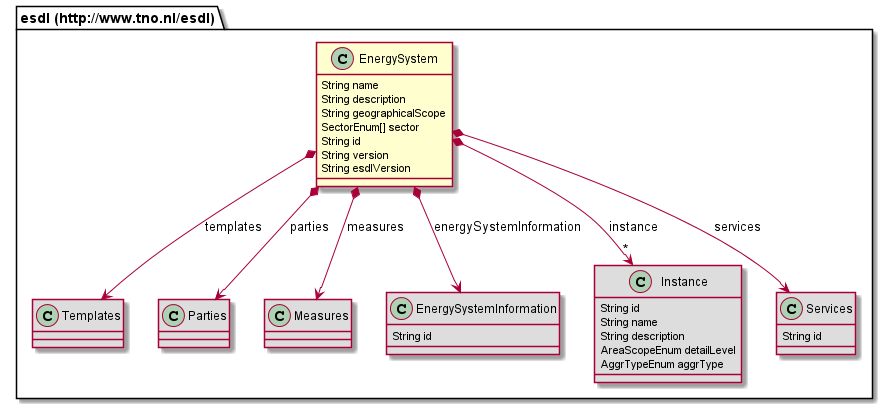 esdl (http://www.tno.nl/esdl)
C EnergySystem
String name
String description
String geographicalScope
SectorEnum[] sector
String id
String version
String esdlVersion
templates
parties
measures
energySystemInformation
instance
services
*
C Templates
C Parties
C Measures
C EnergySystemInformation
String id
C Instance
String id
String name
String description
AreaScopeEnum detailLevel
AggrTypeEnum aggrType
C Services
String id